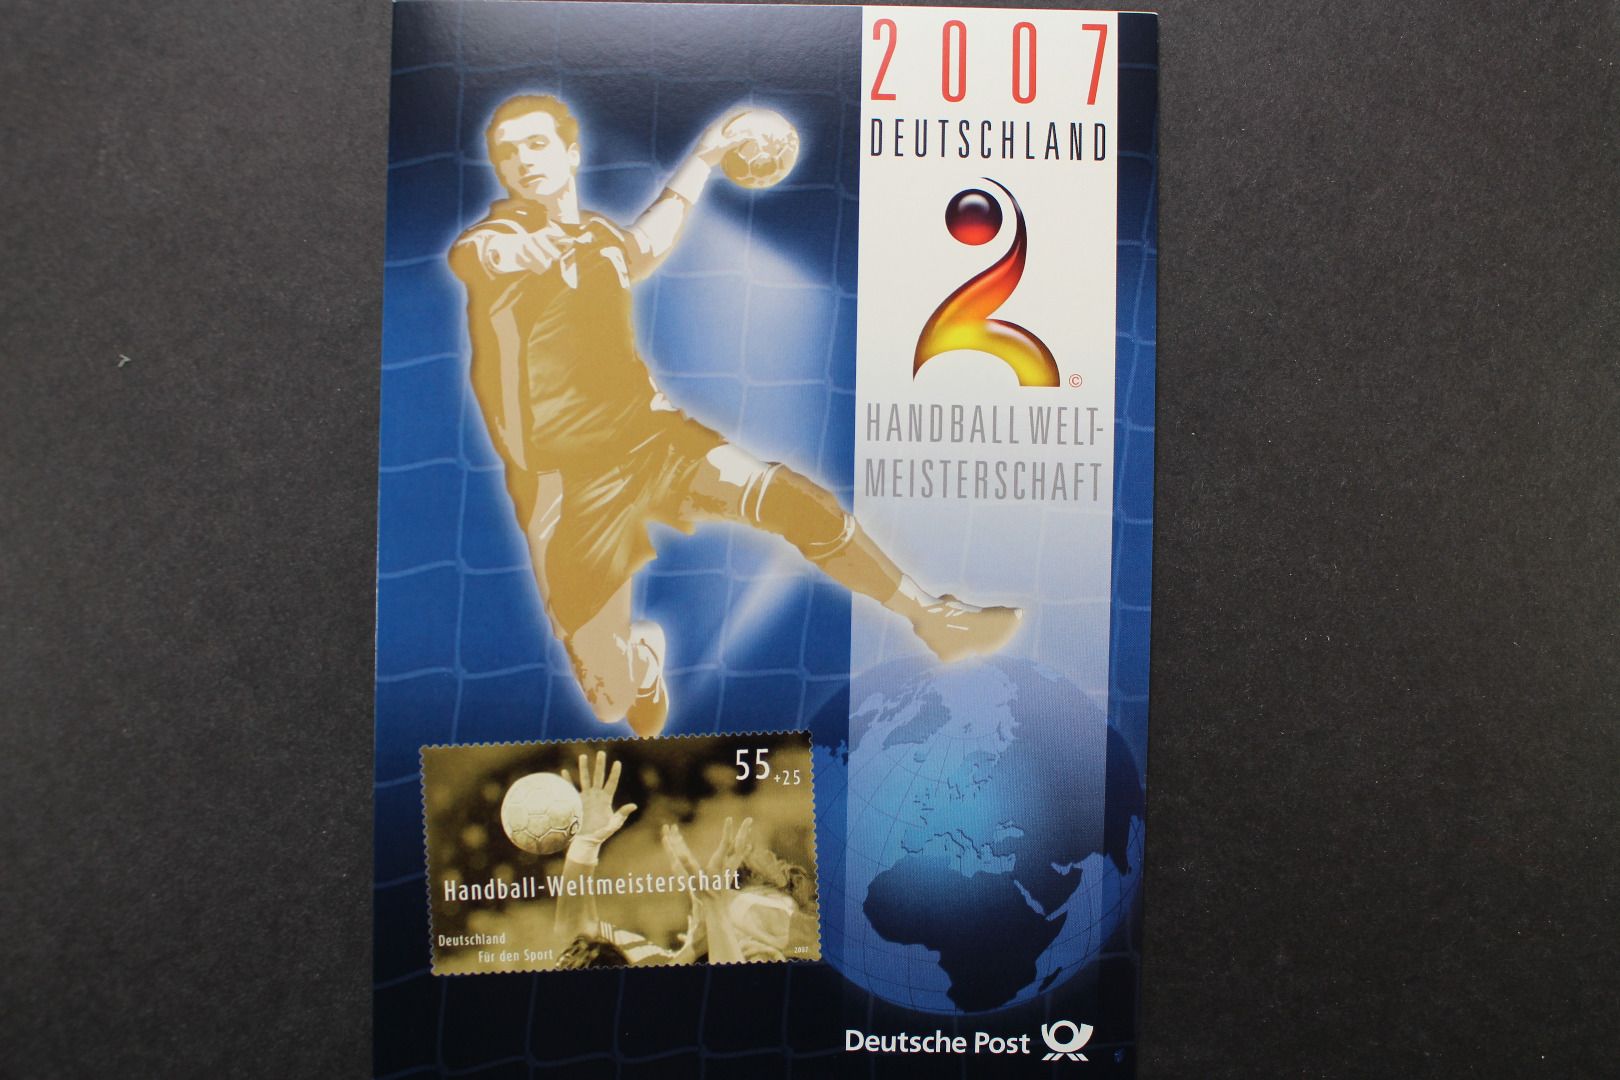 2007
DEUTSCHLAND
©
HANDBALL WELT-
MEISTERSCHAFT
55
+25
Handball-Weltmeisterschaft
Deutschland
Für den Sport
2007
Deutsche Post